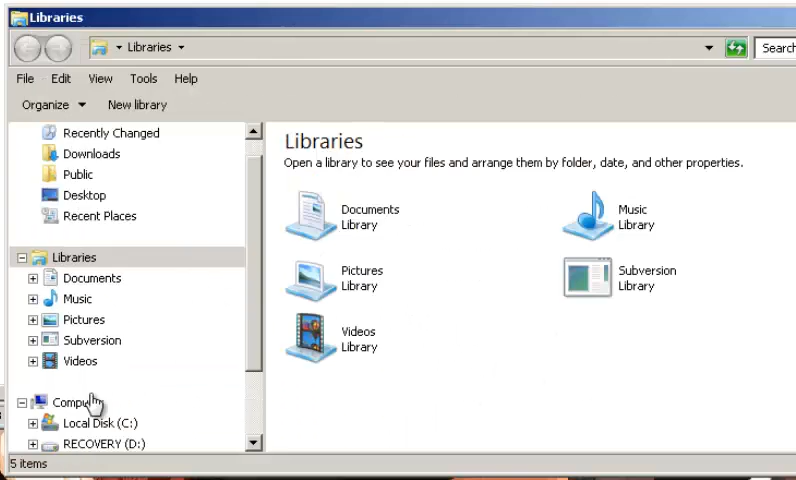 Libraries
Libraries
Search
File Edit View Tools Help
Organize New library
Recently Changed
Downloads
Public
Desktop
Recent Places
Libraries
Documents
Music
Pictures
Subversion
Videos
Local Disk (C:)
RECOVERY (D:)
Libraries
Open a library to see your files and arrange them by folder, date, and other properties.
Documents
Library
Music
Library
Pictures
Library
Subversion
Library
Videos
Library
5 items